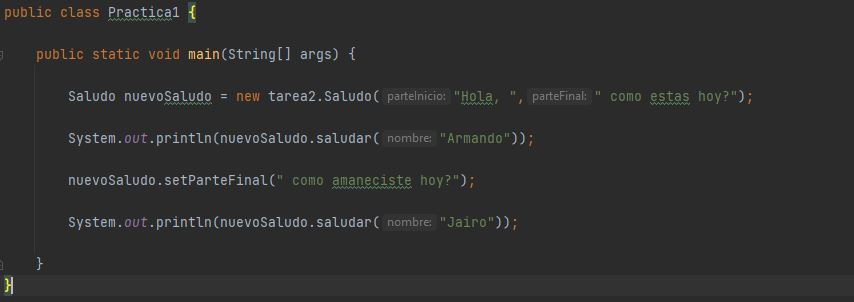 public class Practica1 {
public static void main(String[] args) {
Saludo nuevoSaludo = new tarea2.Saludo( parteInicio: "Hola, ", parteFinal: " como estas hoy?");
System.out.println(nuevoSaludo.saludar( nombre: "Armando"));
nuevoSaludo.setParteFinal(" como amaneciste hoy?");
System.out.println(nuevoSaludo.saludar( nombre: "Jairo"));
}
}